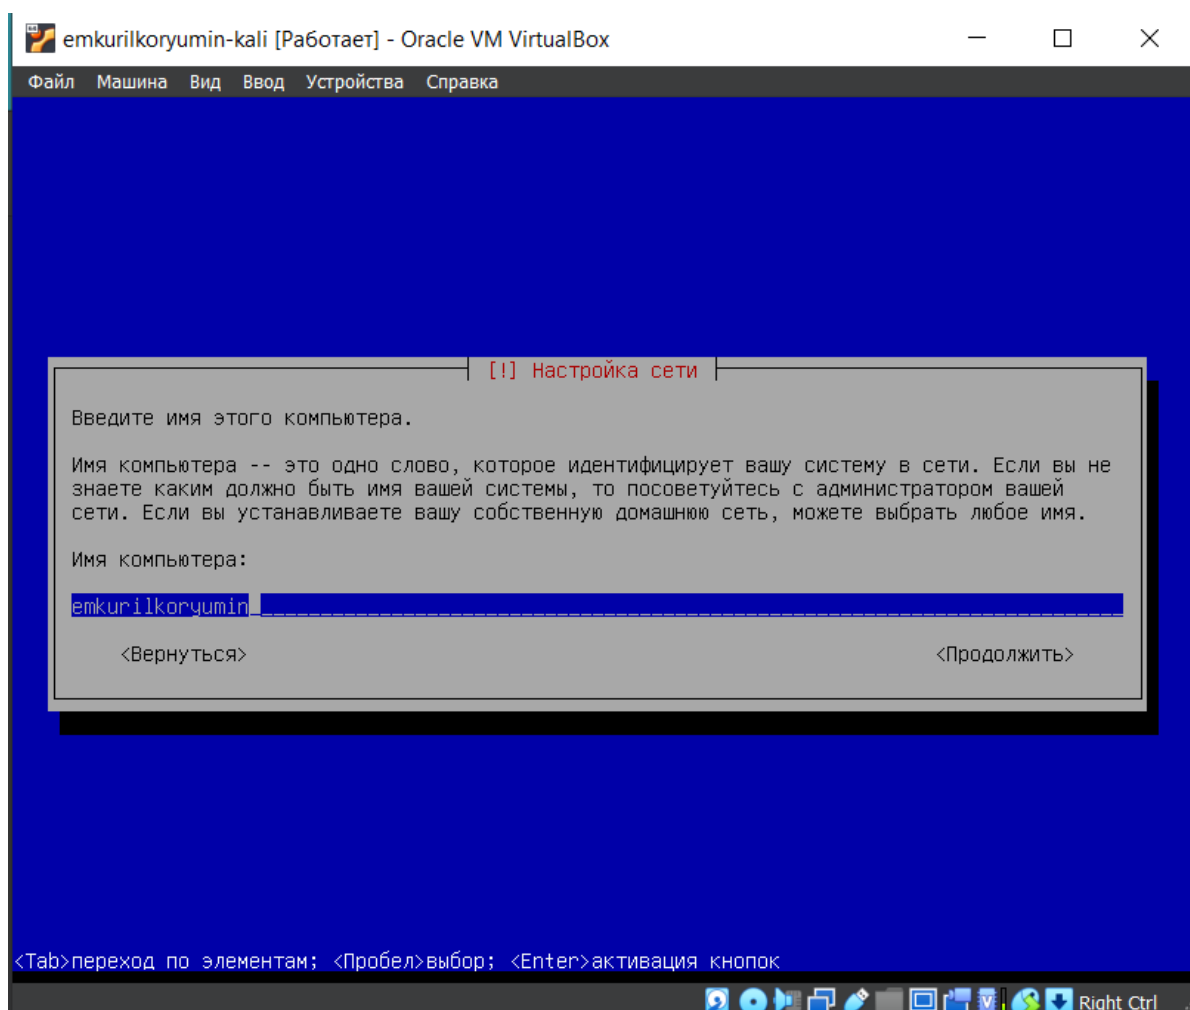 emkurilkoryumin-kali [Работает] - Oracle VM VirtualBox
Файл Машина Вид Ввод Устройства Справка
[!] Настройка сети
Введите имя этого компьютера.
Имя компьютера -- это одно слово, которое идентифицирует вашу систему в сети. Если вы не
знаете каким должно быть имя вашей системы, то посоветуйтесь с администратором вашей
сети. Если вы устанавливаете вашу собственную домашнюю сеть, можете выбрать любое имя.
Имя компьютера:
emkurilkoryumin
<Вернуться> <Продолжить>
<Tab>переход по элементам; <Пробел>выбор; <Enter>активация кнопок
Right Ctrl